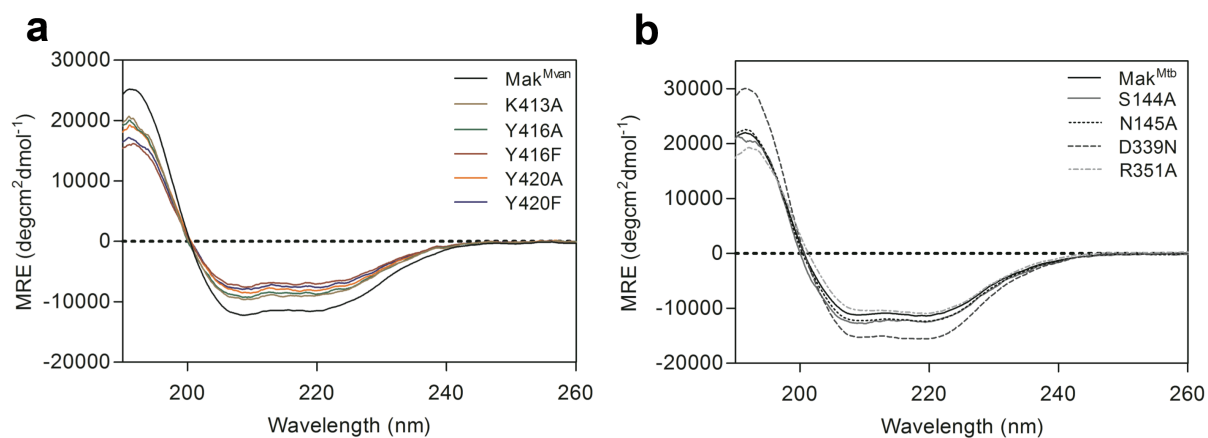 a
30000
20000
10000
0
-10000
-20000
MRE (degcm²dmol⁻¹)
200
220
240
260
Wavelength (nm)
Mak^Mvan
K413A
Y416A
Y416F
Y420A
Y420F
b
30000
20000
10000
0
-10000
-20000
MRE (degcm²dmol⁻¹)
200
220
240
260
Wavelength (nm)
Mak^Mtb
S144A
N145A
D339N
R351A